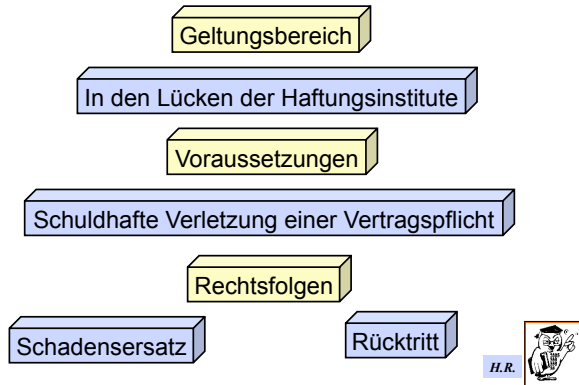 Geltungsbereich
In den Lücken der Haftungsinstitute
Voraussetzungen
Schuldhafte Verletzung einer Vertragspflicht
Rechtsfolgen
Schadensersatz
Rücktritt
H.R.